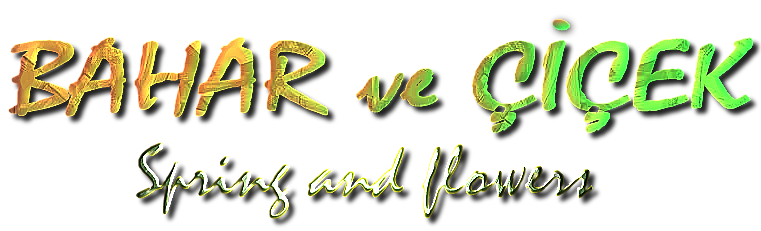 BAHAR ve ÇİÇEK
Spring and flowers